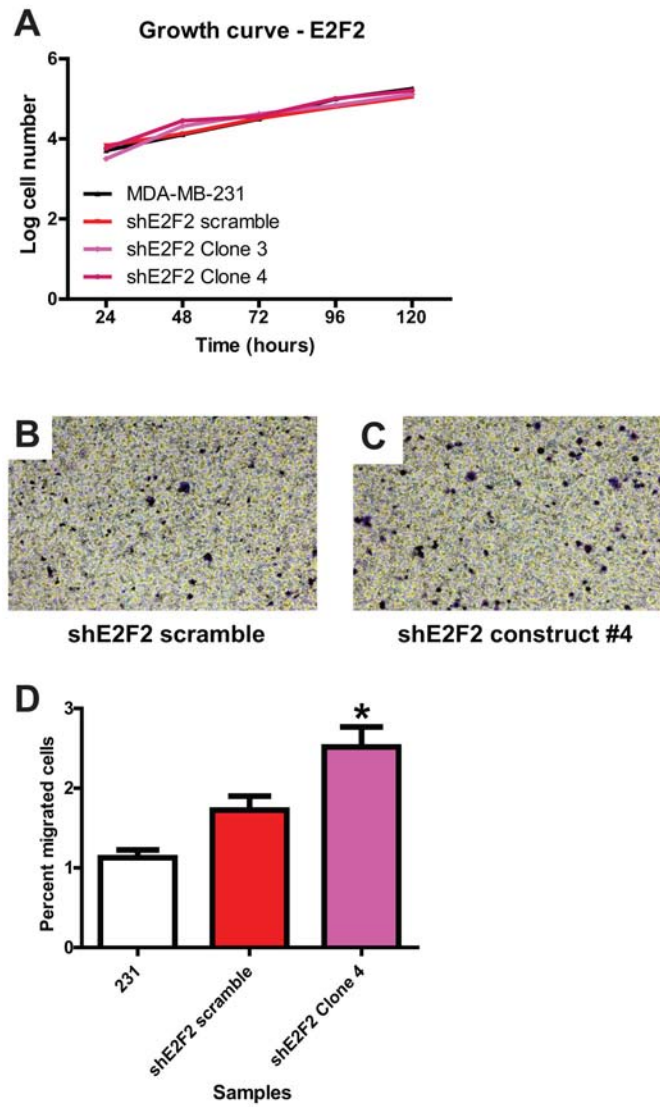 A
Growth curve - E2F2
Log cell number
6
4
2
0
MDA-MB-231
shE2F2 scramble
shE2F2 Clone 3
shE2F2 Clone 4
24 48 72 96 120
Time (hours)
B
C
shE2F2 scramble
shE2F2 construct #4
D
Percent migrated cells
3
2
1
0
*
231
shE2F2 scramble
shE2F2 Clone 4
Samples